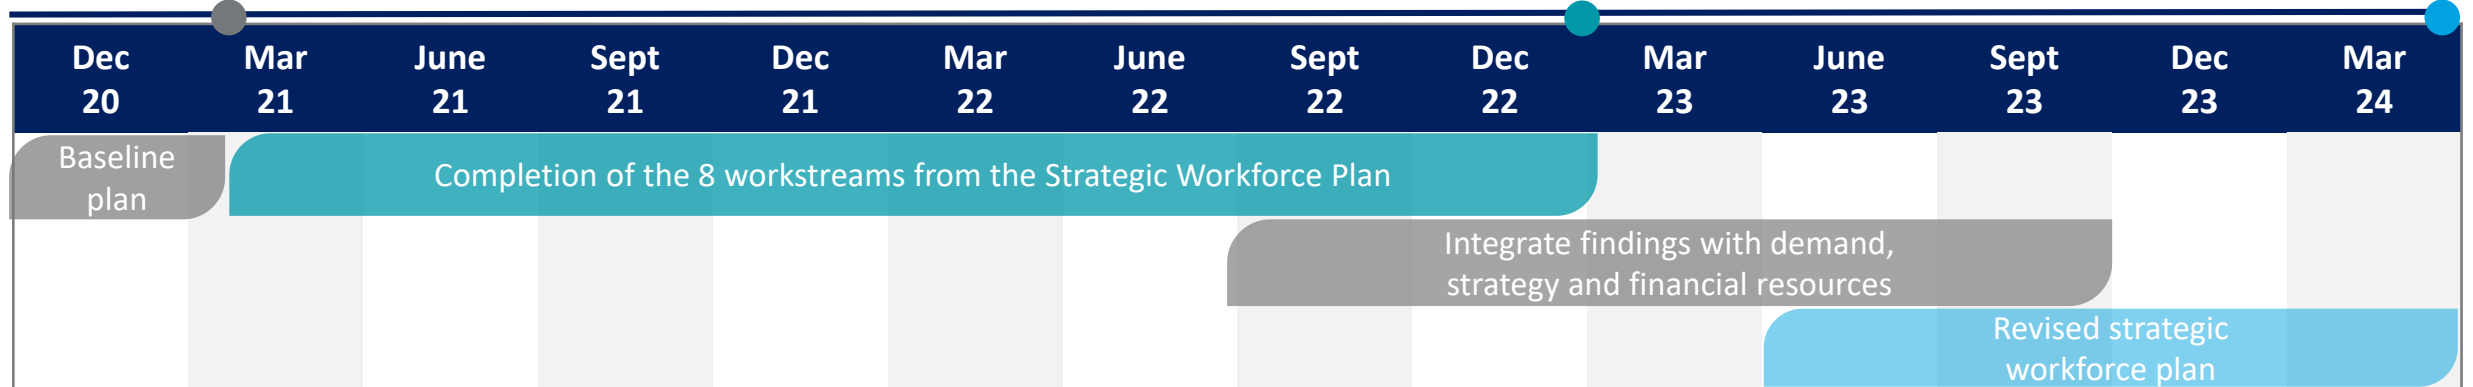 Dec Mar June Sept Dec Mar June Sept Dec Mar June Sept Dec Mar
20 21 21 21 21 22 22 22 22 23 23 23 23 24
Baseline
plan
Completion of the 8 workstreams from the Strategic Workforce Plan
Integrate findings with demand,
strategy and financial resources
Revised strategic
workforce plan